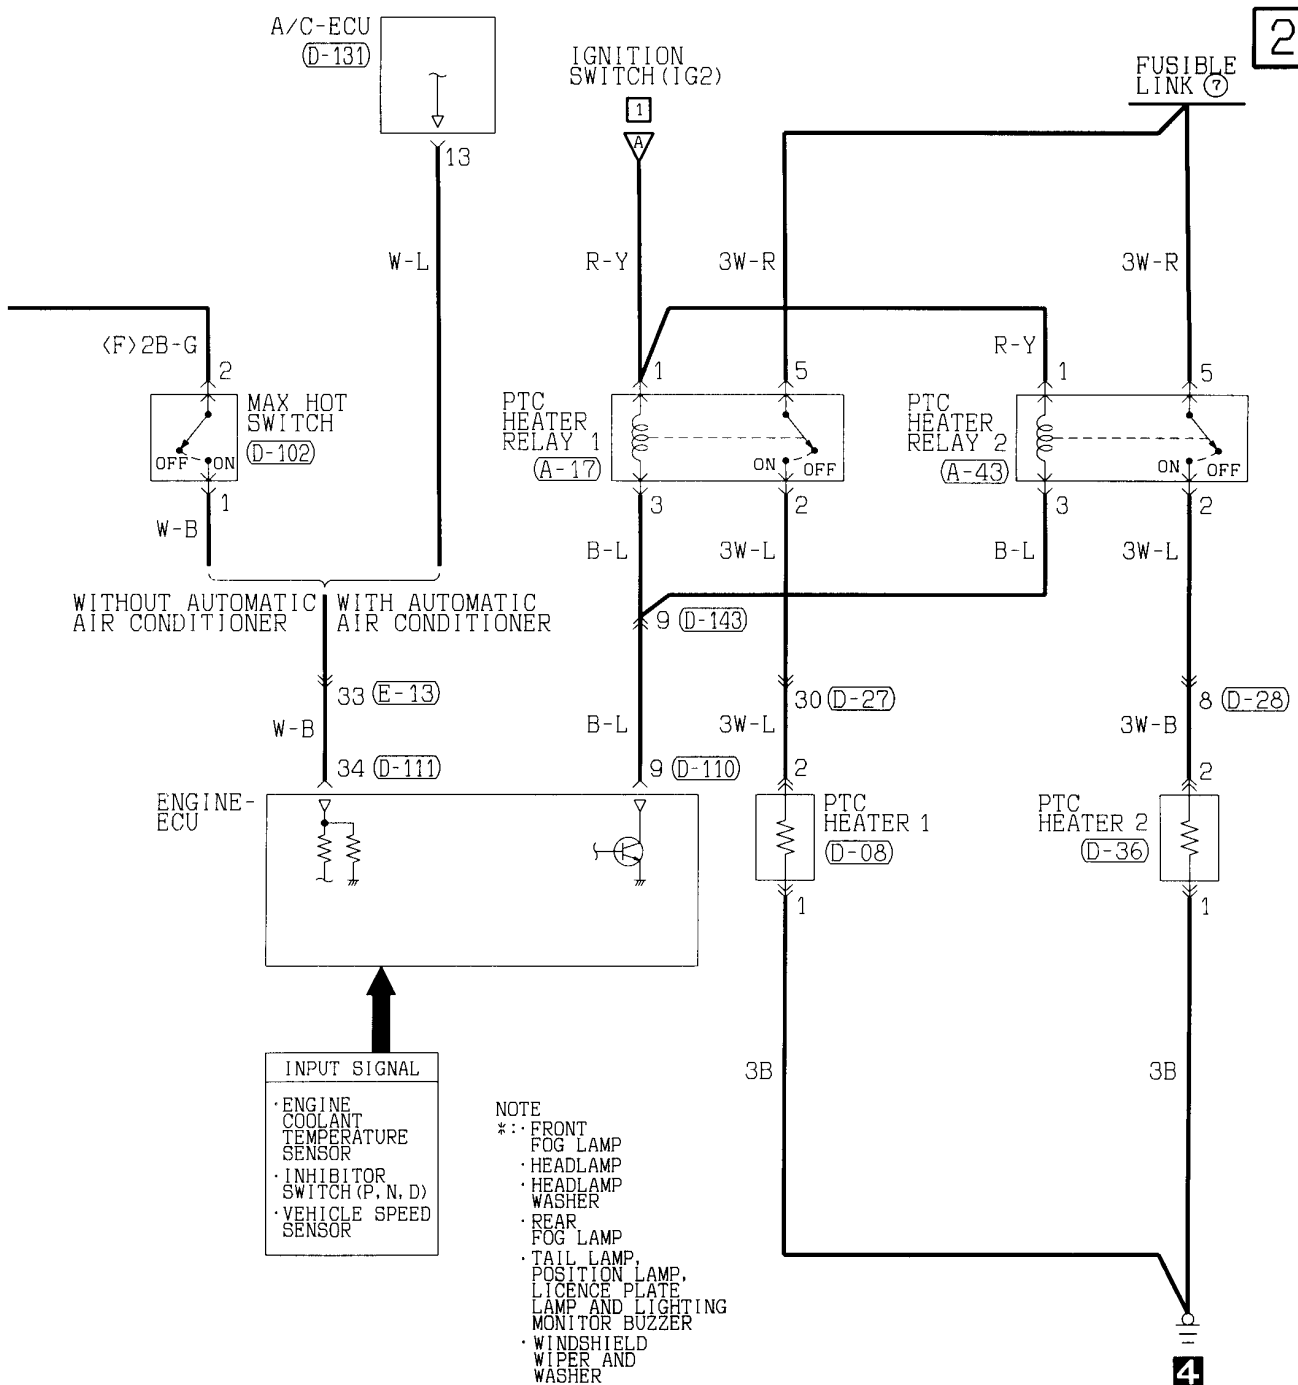 2
A/C-ECU
D-131
13
IGNITION
SWITCH(IG2)
1
A
FUSIBLE
LINK 7
W-L
R-Y
3W-R
3W-R
<F>2B-G
R-Y
2
1
5
1
5
MAX HOT
SWITCH
D-102
OFF
ON
PTC
HEATER
RELAY 1
A-17
ON
OFF
PTC
HEATER
RELAY 2
A-43
ON
OFF
1
3
2
3
2
W-B
B-L
3W-L
B-L
3W-L
WITHOUT AUTOMATIC
AIR CONDITIONER
WITH AUTOMATIC
AIR CONDITIONER
9 D-143
33 E-13
30 D-27
8 D-28
W-B
B-L
3W-L
3W-B
34 D-111
9 D-110
2
2
ENGINE-
ECU
PTC
HEATER 1
D-08
PTC
HEATER 2
D-36
1
1
INPUT SIGNAL
·ENGINE
COOLANT
TEMPERATURE
SENSOR
·INHIBITOR
SWITCH(P,N,D)
·VEHICLE SPEED
SENSOR
3B
3B
NOTE
*:·FRONT
FOG LAMP
·HEADLAMP
·HEADLAMP
WASHER
·REAR
FOG LAMP
·TAIL LAMP,
POSITION LAMP,
LICENCE PLATE
LAMP AND LIGHTING
MONITOR BUZZER
·WINDSHIELD
WIPER AND
WASHER
4